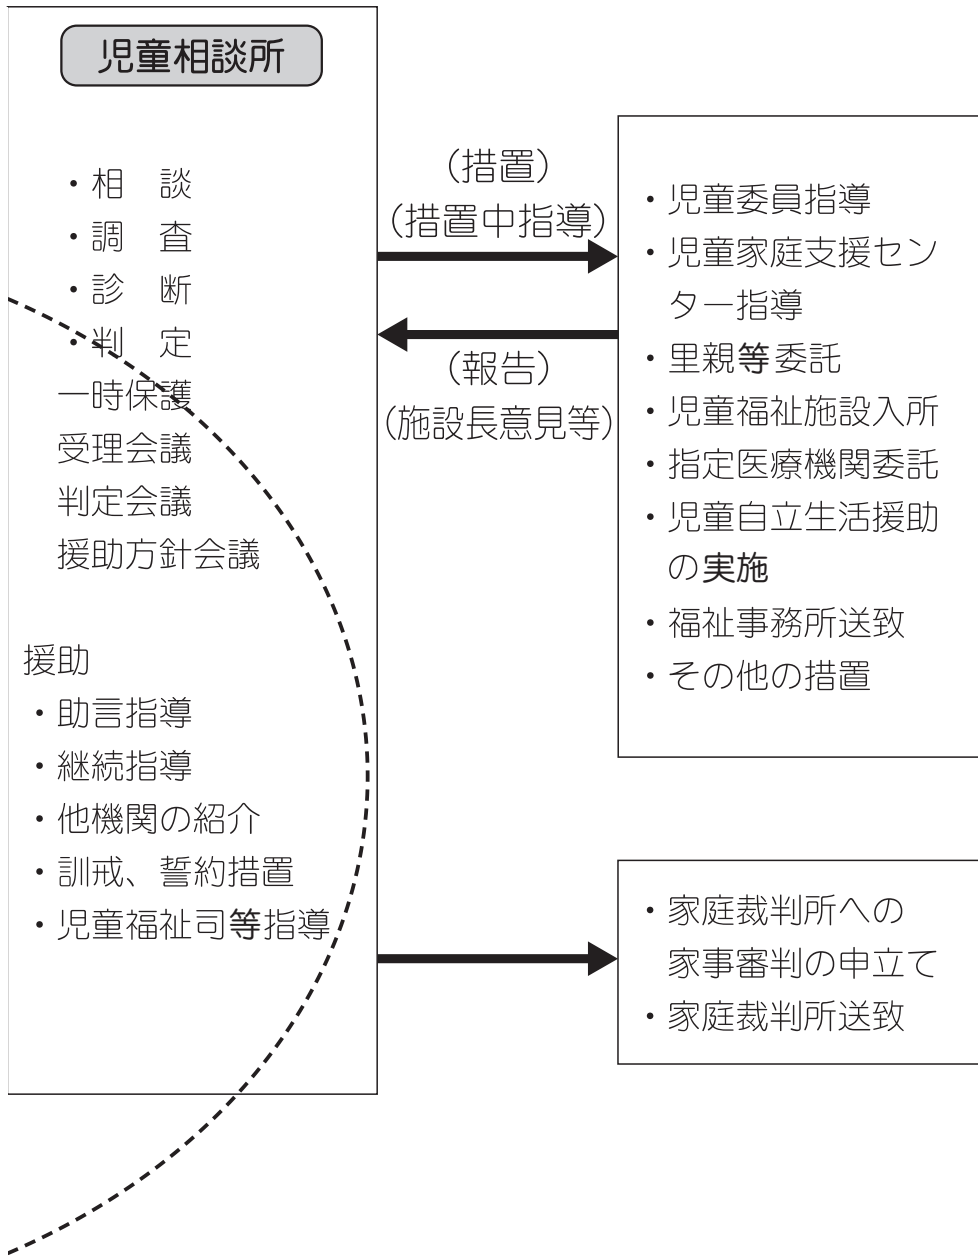 児童相談所
・相　談
・調　査
・診　断
・判　定
一時保護
受理会議
判定会議
援助方針会議
援助
・助言指導
・継続指導
・他機関の紹介
・訓戒、誓約措置
・児童福祉司等指導
(措置)
(措置中指導)
(報告)
(施設長意見等)
・児童委員指導
・児童家庭支援セン
ター指導
・里親等委託
・児童福祉施設入所
・指定医療機関委託
・児童自立生活援助
の実施
・福祉事務所送致
・その他の措置
・家庭裁判所への
家事審判の申立て
・家庭裁判所送致